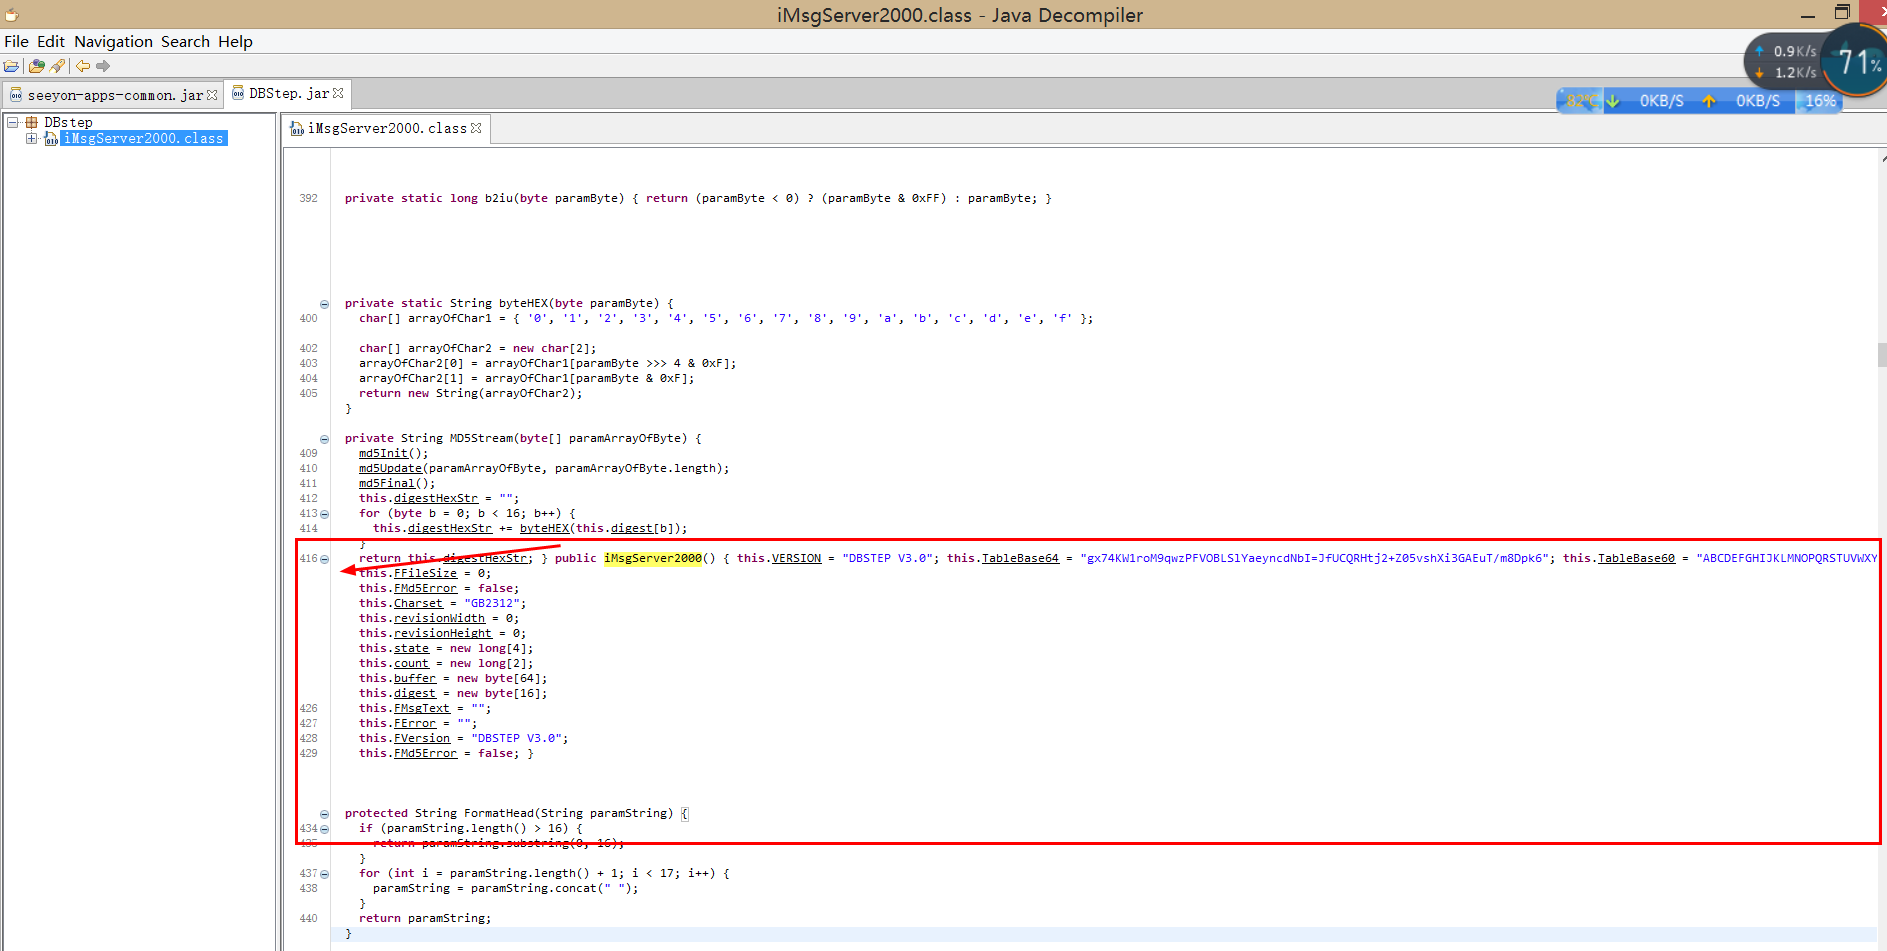 iMsgServer2000.class - Java Decompiler
File Edit Navigation Search Help
0.9K/s
1.2K/s
71%
seeyon-apps-common.jar
DBStep.jar
82℃ 0KB/S 0KB/S 16%
DBstep
iMsgServer2000.class
iMsgServer2000.class
392 private static long b2iu(byte paramByte) { return (paramByte < 0) ? (paramByte & 0xFF) : paramByte; }
private static String byteHEX(byte paramByte) {
400 char[] arrayOfChar1 = { '0', '1', '2', '3', '4', '5', '6', '7', '8', '9', 'a', 'b', 'c', 'd', 'e', 'f' };
402 char[] arrayOfChar2 = new char[2];
403 arrayOfChar2[0] = arrayOfChar1[paramByte >>> 4 & 0xF];
404 arrayOfChar2[1] = arrayOfChar1[paramByte & 0xF];
405 return new String(arrayOfChar2);
}
private String MD5Stream(byte[] paramArrayOfByte) {
409 md5Init();
410 md5Update(paramArrayOfByte, paramArrayOfByte.length);
411 md5Final();
412 this.digestHexStr = "";
413 for (byte b = 0; b < 16; b++) {
414 this.digestHexStr += byteHEX(this.digest[b]);
}
416 return this.digestHexStr; } public iMsgServer2000() { this.VERSION = "DBSTEP V3.0"; this.TableBase64 = "gx74KW1roM9qwzPFVOBLSlYaeyncdNbI=JfUCQRHtj2+Z05vshXi3GAEuT/m8Dpk6"; this.TableBase60 = "ABCDEFGHIJKLMNOPQRSTUVWXY
this.FFileSize = 0;
this.FMd5Error = false;
this.Charset = "GB2312";
this.revisionWidth = 0;
this.revisionHeight = 0;
this.state = new long[4];
this.count = new long[2];
this.buffer = new byte[64];
this.digest = new byte[16];
426 this.FMsgText = "";
427 this.FError = "";
428 this.FVersion = "DBSTEP V3.0";
429 this.FMd5Error = false; }
protected String FormatHead(String paramString) {
434 if (paramString.length() > 16) {
435 return paramString.substring(0, 16);
}
437 for (int i = paramString.length() + 1; i < 17; i++) {
438 paramString = paramString.concat(" ");
}
440 return paramString;
}